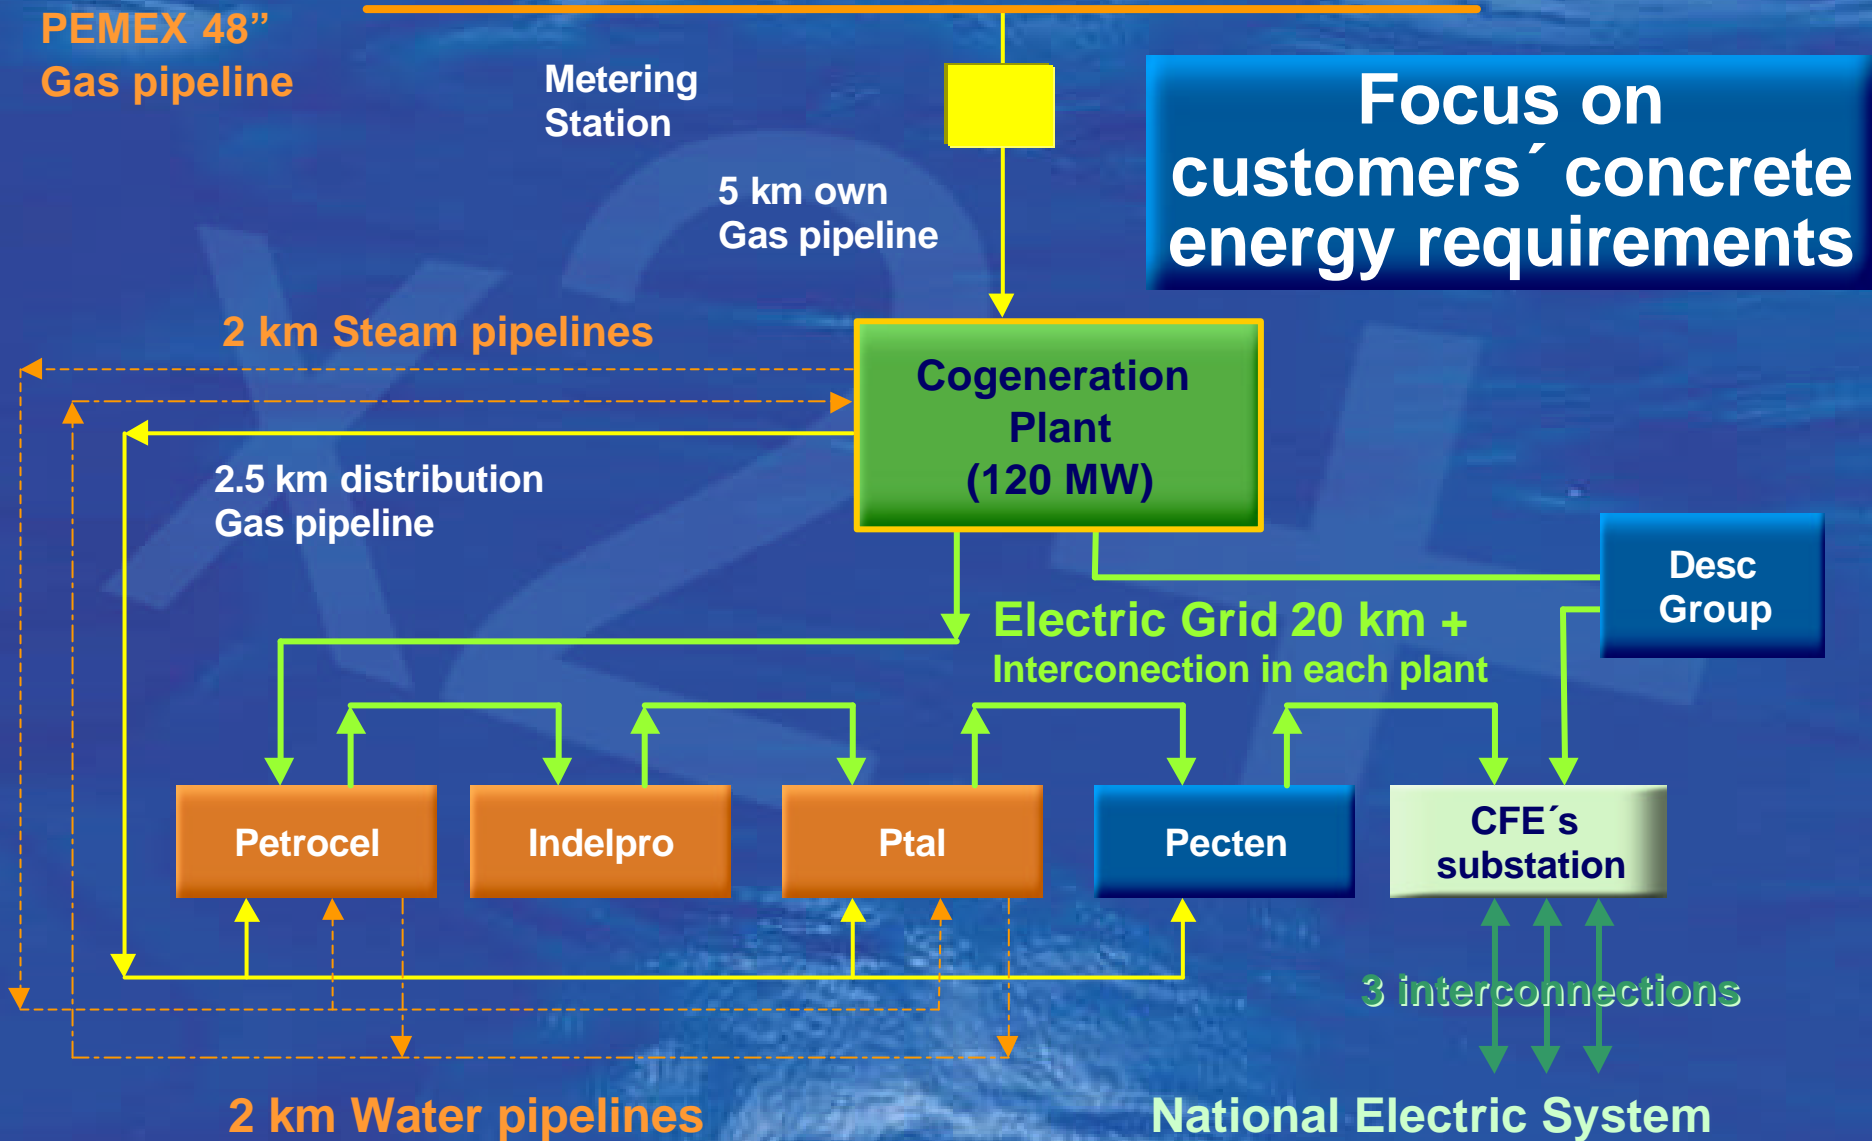 PEMEX 48”
Gas pipeline
Metering
Station
Focus on
customers´ concrete
energy requirements
5 km own
Gas pipeline
2 km Steam pipelines
Cogeneration
Plant
(120 MW)
2.5 km distribution
Gas pipeline
Desc
Group
Electric Grid 20 km +
Interconection in each plant
Petrocel
Indelpro
Ptal
Pecten
CFE´s
substation
3 interconnections
2 km Water pipelines
National Electric System